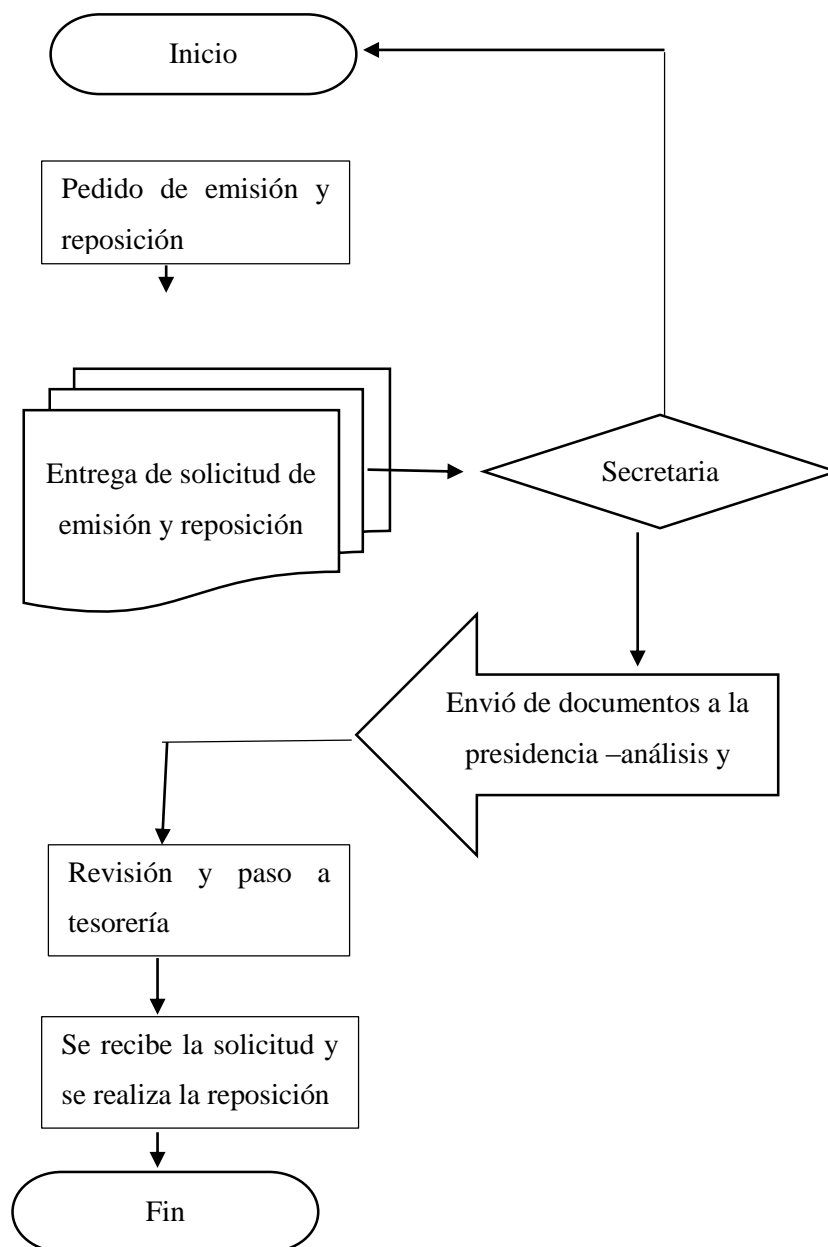 Inicio
Pedido de emisión y
reposición
Entrega de solicitud de
emisión y reposición
Secretaria
Envió de documentos a la
presidencia –análisis y
Revisión y paso a
tesorería
Se recibe la solicitud y
se realiza la reposición
Fin